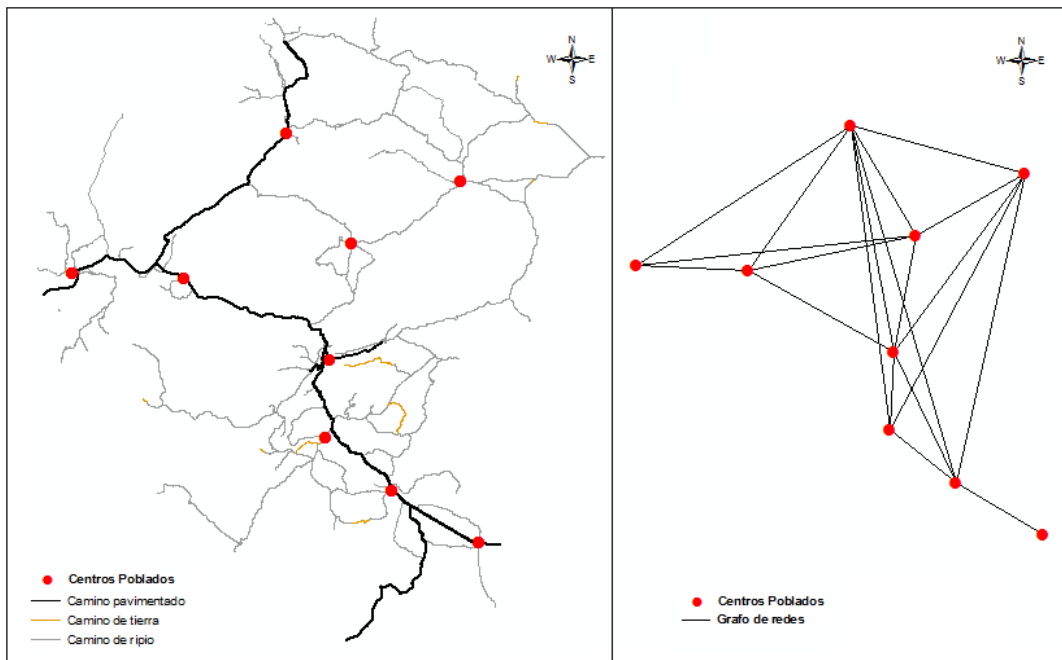 N
W E
S
Centros Poblados
Camino pavimentado
Camino de tierra
Camino de ripio
N
W E
S
Centros Poblados
Grafo de redes